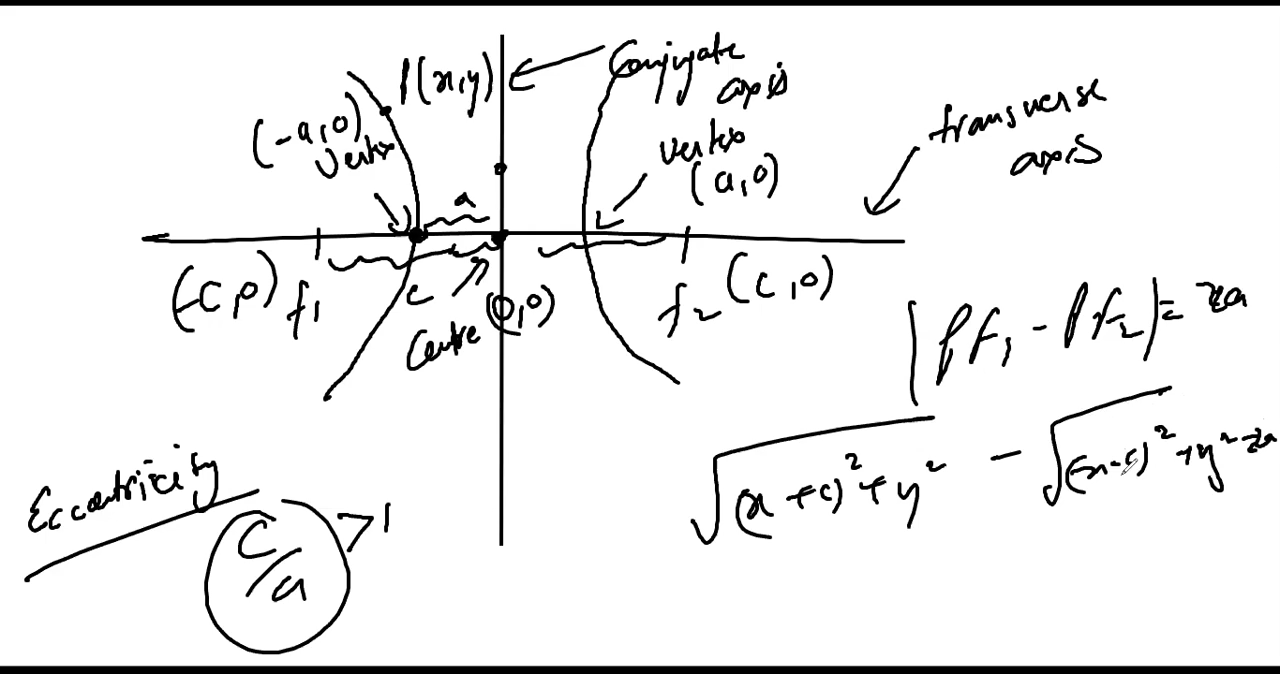 Conjugate
axis
P(x,y)
(-a,0)
vertex
vertex
(a,0)
transverse
axis
a
(-c,0) f₁
c
(0,0)
Centre
f₂ (c,0)
|Pf₁ - Pf₂| = 2a
√(x+c)² + y² - √(x-c)² + y² = 2a
Eccentricity
c/a >1